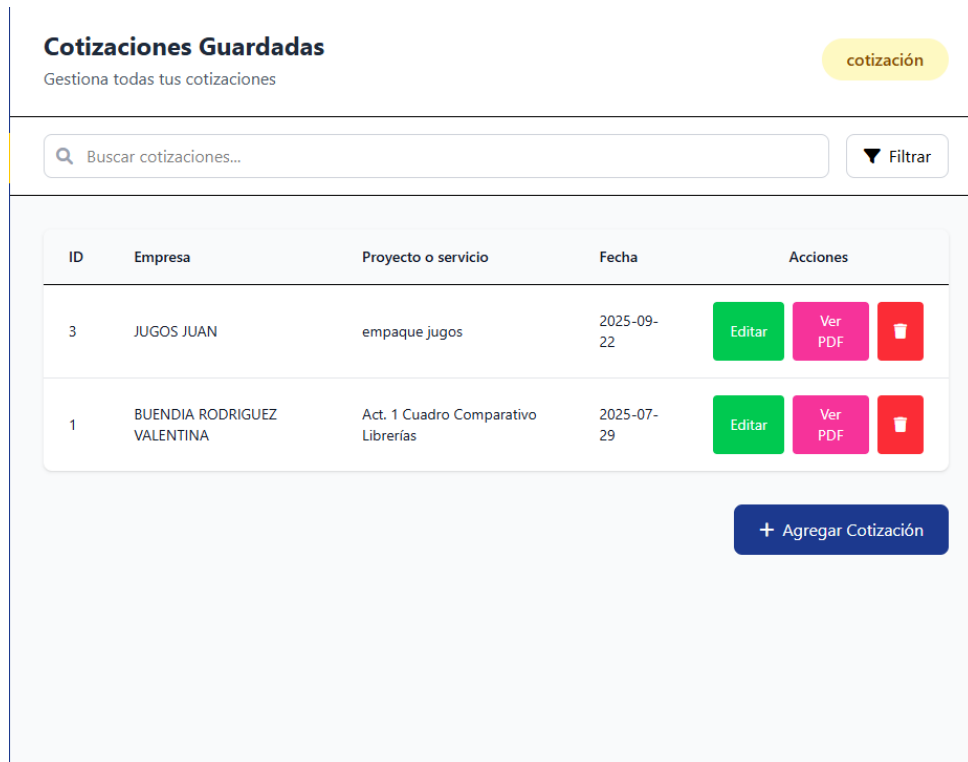 Cotizaciones Guardadas
Gestiona todas tus cotizaciones
cotización
Buscar cotizaciones...
Filtrar
ID Empresa Proyecto o servicio Fecha Acciones
3 JUGOS JUAN empaque jugos 2025-09-
22
Editar
Ver
PDF
1 BUENDIA RODRIGUEZ
VALENTINA
Act. 1 Cuadro Comparativo
Librerías
2025-07-
29
Editar
Ver
PDF
+ Agregar Cotización